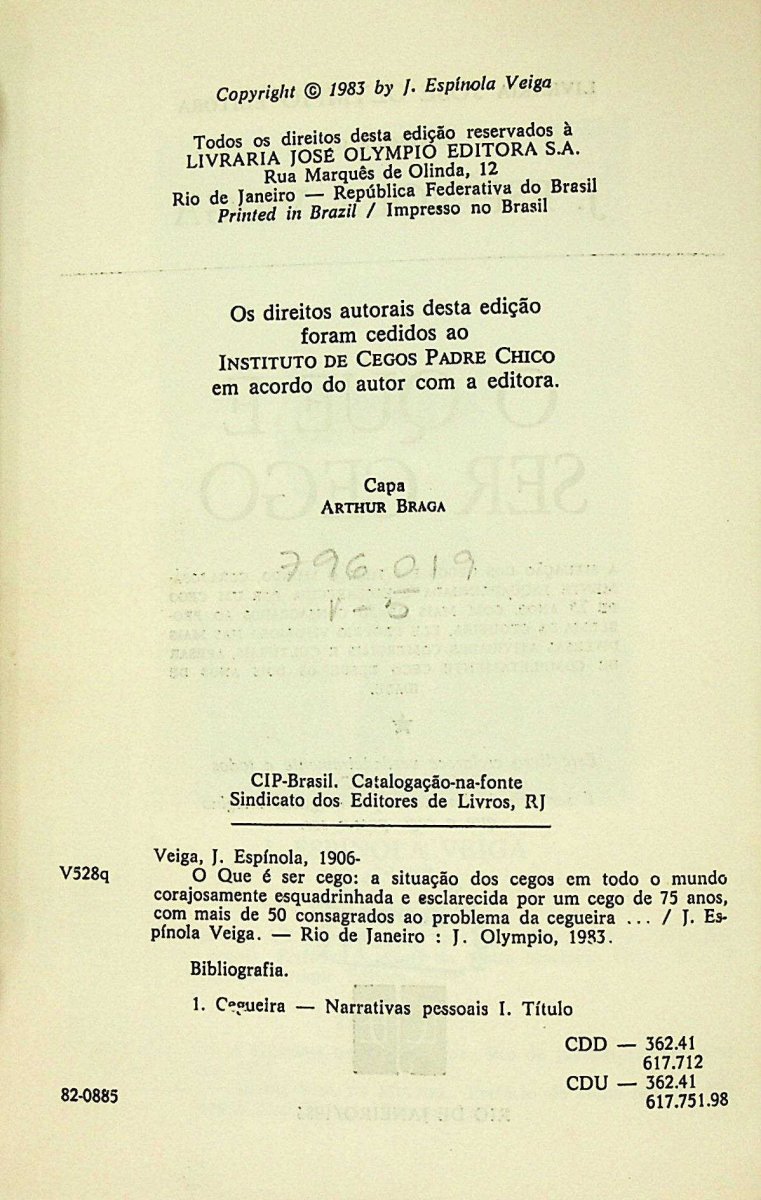 Copyright © 1983 by J. Espínola Veiga
Todos os direitos desta edição reservados à
LIVRARIA JOSÉ OLYMPIO EDITORA S.A.
Rua Marquês de Olinda, 12
Rio de Janeiro — República Federativa do Brasil
Printed in Brazil / Impresso no Brasil
Os direitos autorais desta edição
foram cedidos ao
INSTITUTO DE CEGOS PADRE CHICO
em acordo do autor com a editora.
Capa
ARTHUR BRAGA
796.019
V-5
CIP-Brasil. Catalogação-na-fonte
Sindicato dos Editores de Livros, RJ
Veiga, J. Espínola, 1906-
V528q O Que é ser cego: a situação dos cegos em todo o mundo
corajosamente esquadrinhada e esclarecida por um cego de 75 anos,
com mais de 50 consagrados ao problema da cegueira ... / J. Es-
pínola Veiga. — Rio de Janeiro : J. Olympio, 1983.
Bibliografia.
1. Cegueira — Narrativas pessoais I. Título
CDD — 362.41
617.712
CDU — 362.41
82-0885 617.751.98